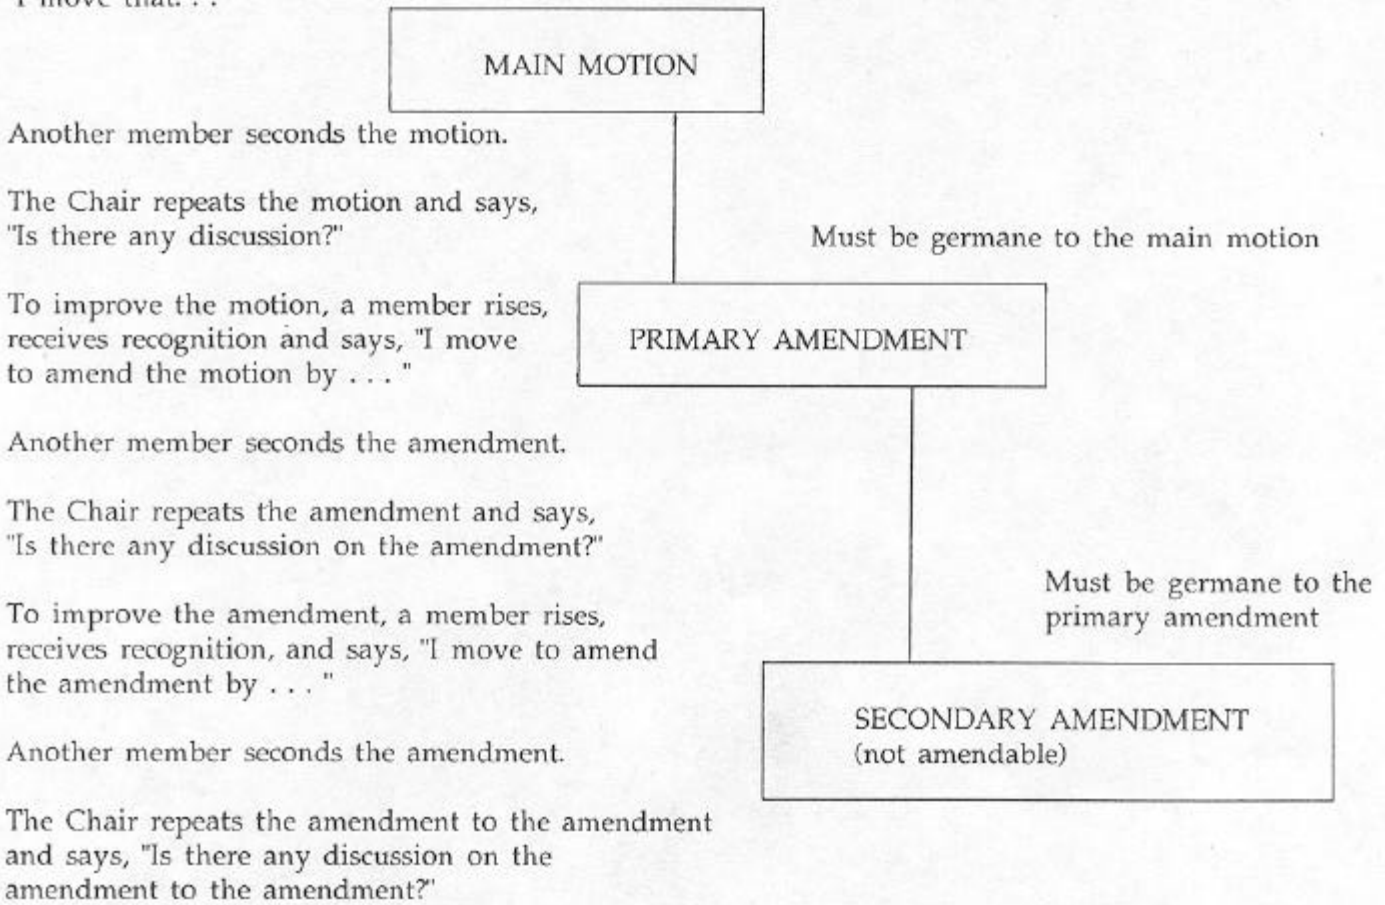 "I move that. . .
MAIN MOTION
Another member seconds the motion.
The Chair repeats the motion and says,
"Is there any discussion?"
Must be germane to the main motion
To improve the motion, a member rises,
receives recognition and says, "I move
to amend the motion by . . . "
PRIMARY AMENDMENT
Another member seconds the amendment.
The Chair repeats the amendment and says,
"Is there any discussion on the amendment?"
Must be germane to the
primary amendment
To improve the amendment, a member rises,
receives recognition, and says, "I move to amend
the amendment by . . . "
SECONDARY AMENDMENT
(not amendable)
Another member seconds the amendment.
The Chair repeats the amendment to the amendment
and says, "Is there any discussion on the
amendment to the amendment?"